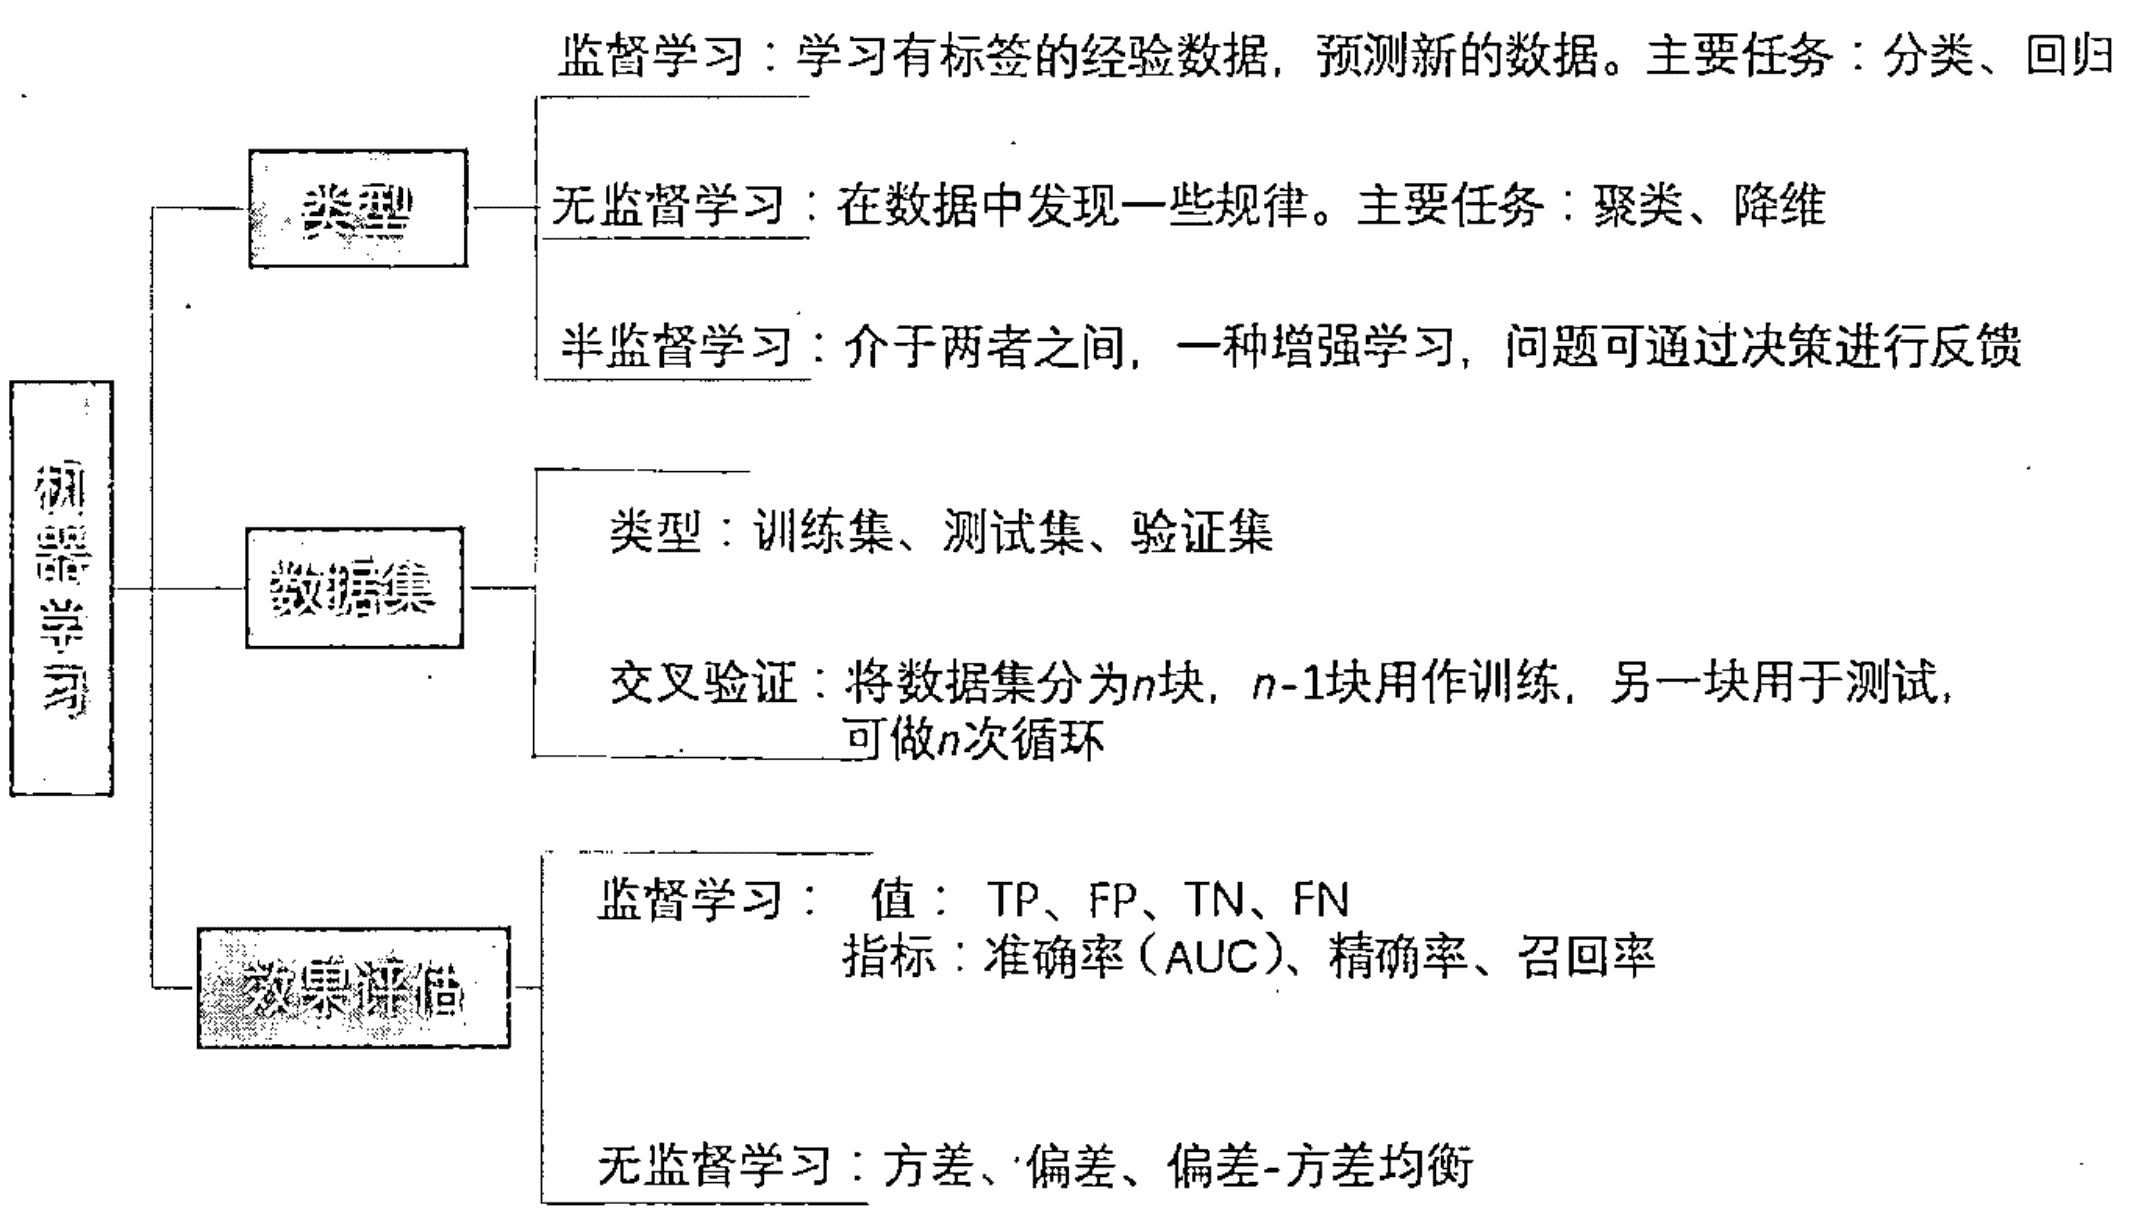 机器学习
类型
监督学习：学习有标签的经验数据，预测新的数据。主要任务：分类、回归
无监督学习：在数据中发现一些规律。主要任务：聚类、降维
半监督学习：介于两者之间，一种增强学习，问题可通过决策进行反馈
数据集
类型：训练集、测试集、验证集
交叉验证：将数据集分为n块，n-1块用作训练，另一块用于测试，
可做n次循环
效果评估
监督学习： 值： TP、FP、TN、FN
指标：准确率（AUC）、精确率、召回率
无监督学习：方差、偏差、偏差-方差均衡